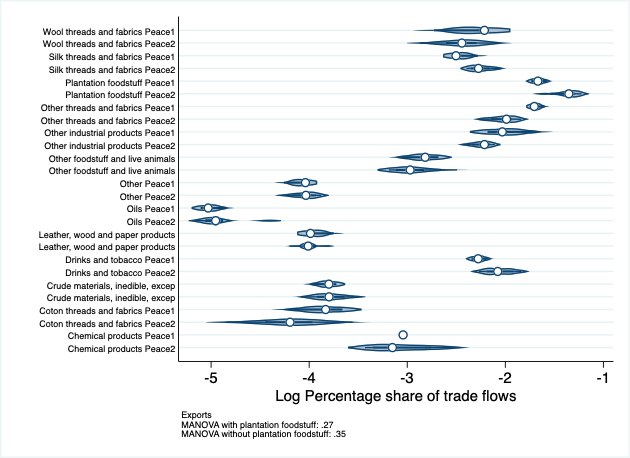 Wool threads and fabrics Peace1
Wool threads and fabrics Peace2
Silk threads and fabrics Peace1
Silk threads and fabrics Peace2
Plantation foodstuff Peace1
Plantation foodstuff Peace2
Other threads and fabrics Peace1
Other threads and fabrics Peace2
Other industrial products Peace1
Other industrial products Peace2
Other foodstuff and live animals
Other foodstuff and live animals
Other Peace1
Other Peace2
Oils Peace1
Oils Peace2
Leather, wood and paper products
Leather, wood and paper products
Drinks and tobacco Peace1
Drinks and tobacco Peace2
Crude materials, inedible, excep
Crude materials, inedible, excep
Coton threads and fabrics Peace1
Coton threads and fabrics Peace2
Chemical products Peace1
Chemical products Peace2
-5 -4 -3 -2 -1
Log Percentage share of trade flows
Exports
MANOVA with plantation foodstuff: .27
MANOVA without plantation foodstuff: .35